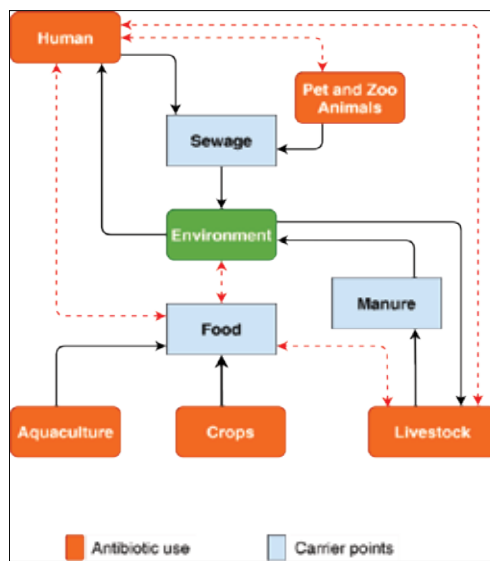 Human
Pet and Zoo
Animals
Sewage
Environment
Manure
Food
Aquaculture
Crops
Livestock
Antibiotic use
Carrier points